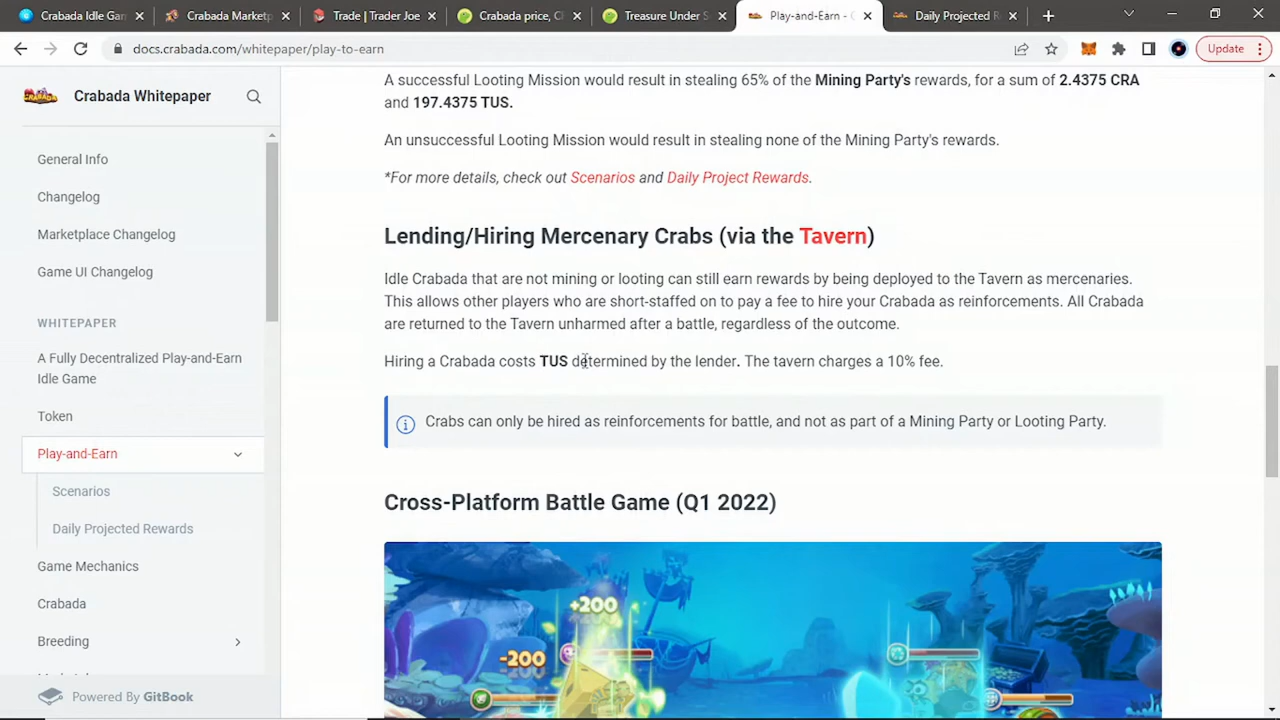 Crabada - Idle Gam
Crabada Marketp
Trade | Trader Joe
Crabada price, C
Treasure Under S
Play-and-Earn -
Daily Projected R
docs.crabada.com/whitepaper/play-to-earn
Update
Crabada Whitepaper
General Info
Changelog
Marketplace Changelog
Game UI Changelog
WHITEPAPER
A Fully Decentralized Play-and-Earn
Idle Game
Token
Play-and-Earn
Scenarios
Daily Projected Rewards
Game Mechanics
Crabada
Breeding
Powered By GitBook
A successful Looting Mission would result in stealing 65% of the Mining Party's rewards, for a sum of 2.4375 CRA
and 197.4375 TUS.
An unsuccessful Looting Mission would result in stealing none of the Mining Party's rewards.
*For more details, check out Scenarios and Daily Project Rewards.
Lending/Hiring Mercenary Crabs (via the Tavern)
Idle Crabada that are not mining or looting can still earn rewards by being deployed to the Tavern as mercenaries.
This allows other players who are short-staffed on to pay a fee to hire your Crabada as reinforcements. All Crabada
are returned to the Tavern unharmed after a battle, regardless of the outcome.
Hiring a Crabada costs TUS determined by the lender. The tavern charges a 10% fee.
Crabs can only be hired as reinforcements for battle, and not as part of a Mining Party or Looting Party.
Cross-Platform Battle Game (Q1 2022)
+200
-200